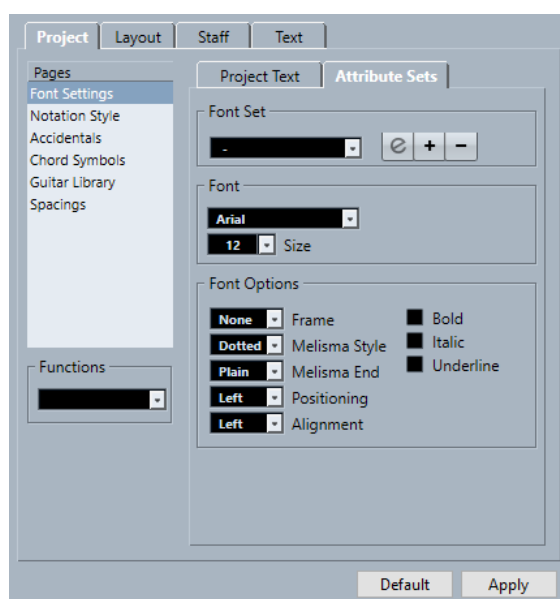 Project Layout Staff Text
Pages
Font Settings
Notation Style
Accidentals
Chord Symbols
Guitar Library
Spacings
Functions
Project Text Attribute Sets
Font Set
-
e + −
Font
Arial
12 Size
Font Options
None Frame
Dotted Melisma Style
Plain Melisma End
Left Positioning
Left Alignment
Bold
Italic
Underline
Default Apply